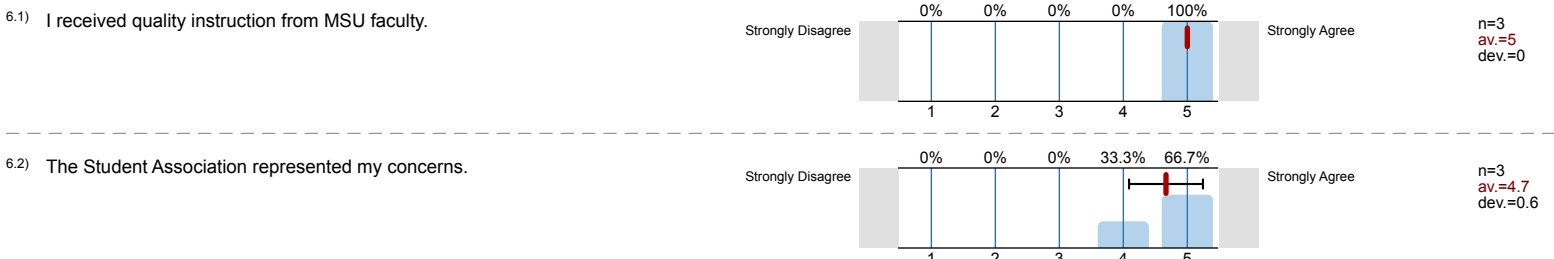 6.1) I received quality instruction from MSU faculty.
0% 0% 0% 0% 100%
Strongly Disagree
Strongly Agree
n=3
av.=5
dev.=0
1 2 3 4 5
6.2) The Student Association represented my concerns.
0% 0% 0% 33.3% 66.7%
Strongly Disagree
Strongly Agree
n=3
av.=4.7
dev.=0.6
1 2 3 4 5